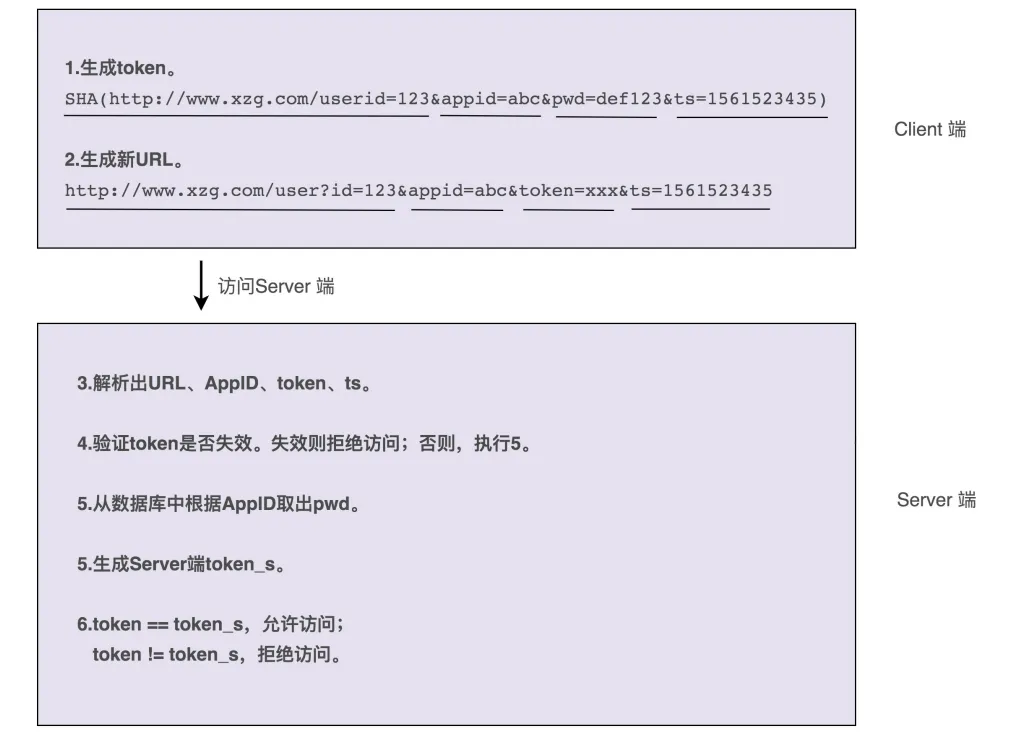 1.生成token。
SHA(http://www.xzg.com/userid=123&appid=abc&pwd=def123&ts=1561523435)
Client 端
2.生成新URL。
http://www.xzg.com/user?id=123&appid=abc&token=xxx&ts=1561523435
访问Server 端
3.解析出URL、AppID、token、ts。
4.验证token是否失效。失效则拒绝访问；否则，执行5。
5.从数据库中根据AppID取出pwd。
Server 端
5.生成Server端token_s。
6.token == token_s，允许访问；
token != token_s，拒绝访问。